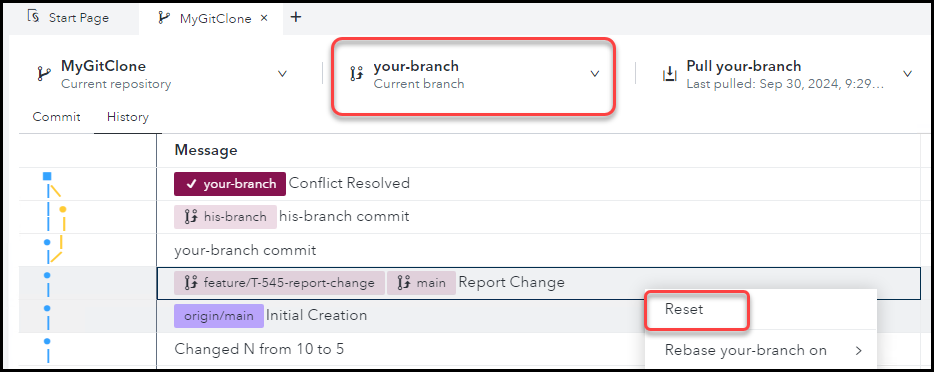 Start Page
MyGitClone ×
+
MyGitClone
Current repository
your-branch
Current branch
Pull your-branch
Last pulled: Sep 30, 2024, 9:29...
Commit
History
Message
your-branch Conflict Resolved
his-branch his-branch commit
your-branch commit
feature/T-545-report-change main Report Change
origin/main Initial Creation
Reset
Changed N from 10 to 5
Rebase your-branch on >